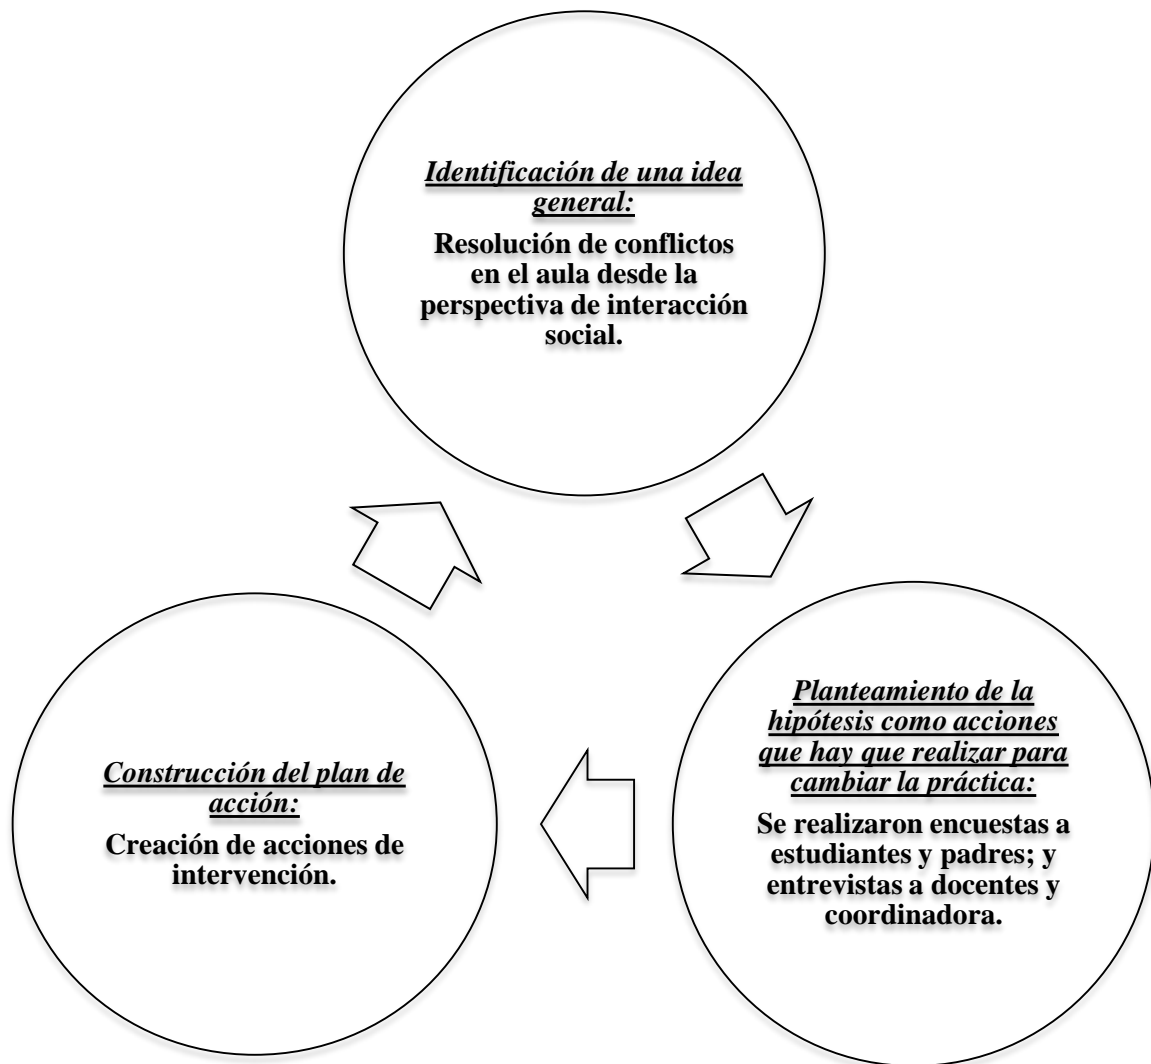 Identificación de una idea
general:
Resolución de conflictos
en el aula desde la
perspectiva de interacción
social.
Planteamiento de la
hipótesis como acciones
que hay que realizar para
cambiar la práctica:
Se realizaron encuestas a
estudiantes y padres; y
entrevistas a docentes y
coordinadora.
Construcción del plan de
acción:
Creación de acciones de
intervención.